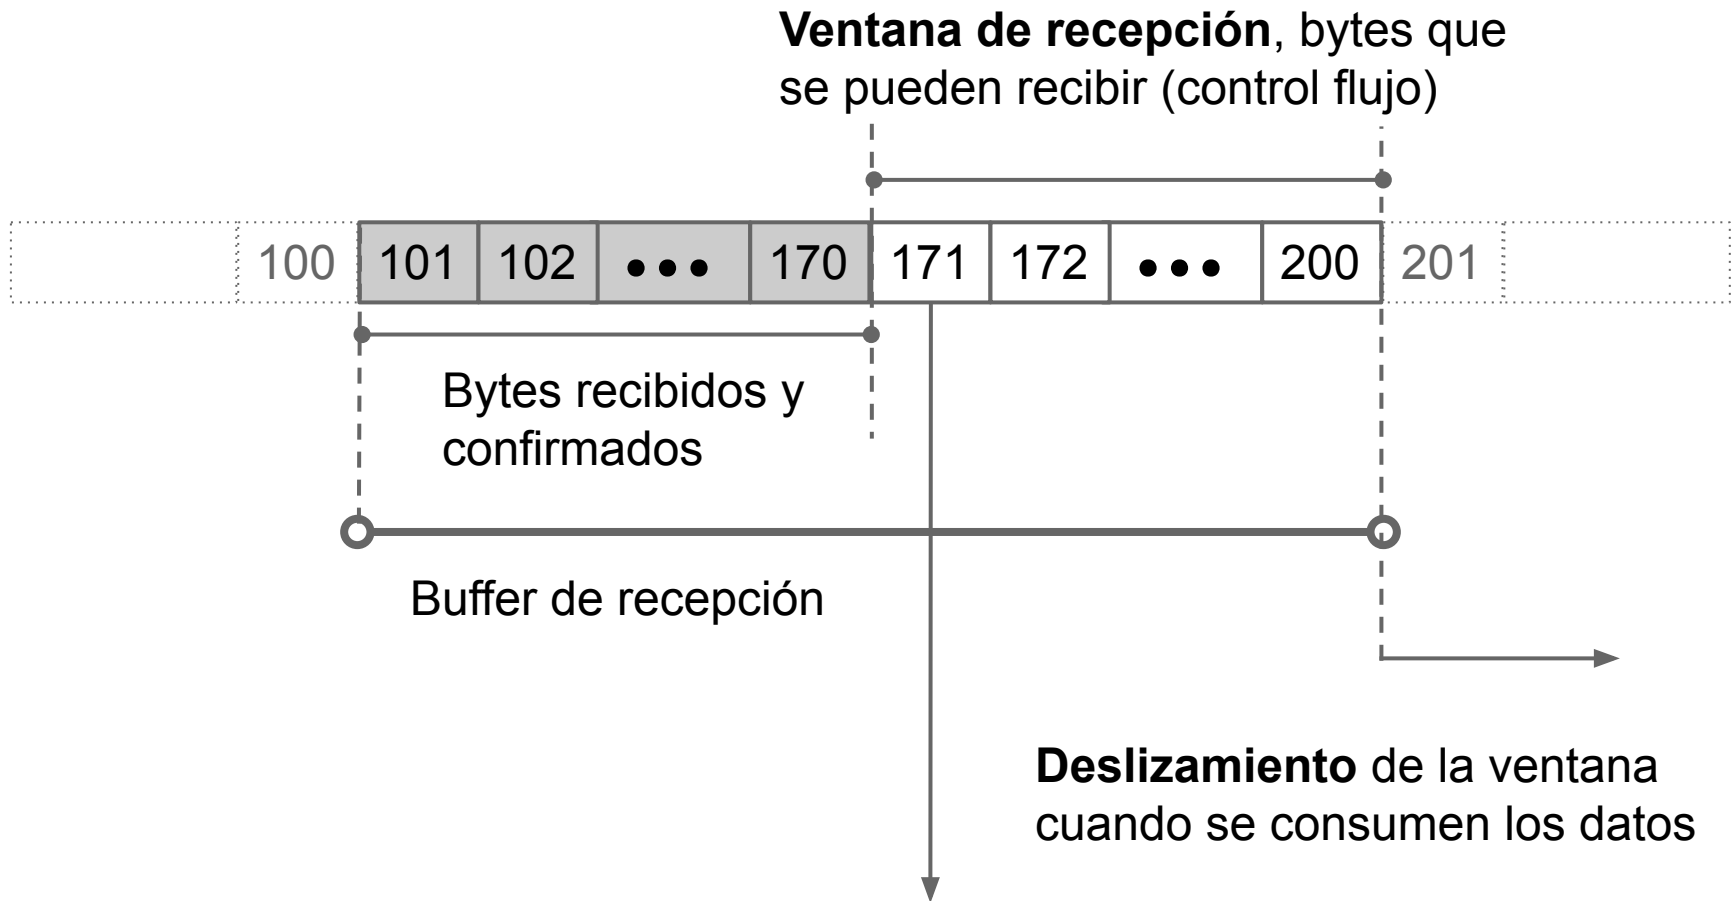 Ventana de recepción, bytes que
se pueden recibir (control flujo)
100 101 102 ••• 170 171 172 ••• 200 201
Bytes recibidos y
confirmados
Buffer de recepción
Deslizamiento de la ventana
cuando se consumen los datos